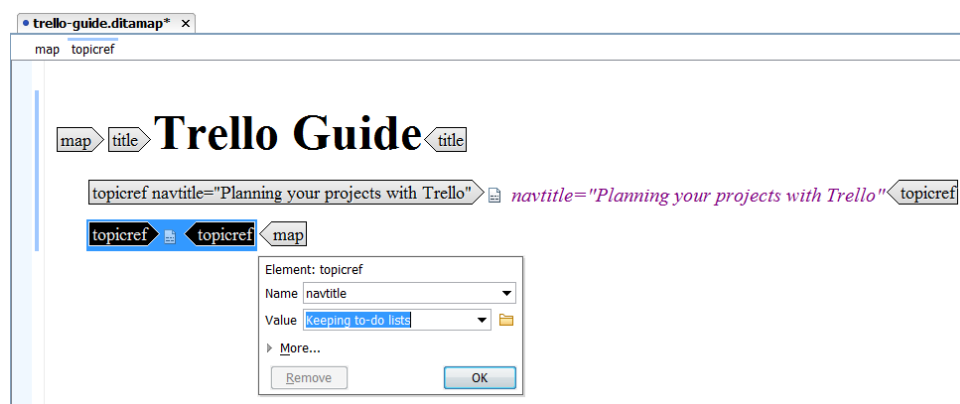 trello-guide.ditamap* ×
map topicref
map title Trello Guide title
topicref navtitle="Planning your projects with Trello" navtitle="Planning your projects with Trello" topicref
topicref topicref map
Element: topicref
Name navtitle
Value Keeping to-do lists
More...
Remove OK